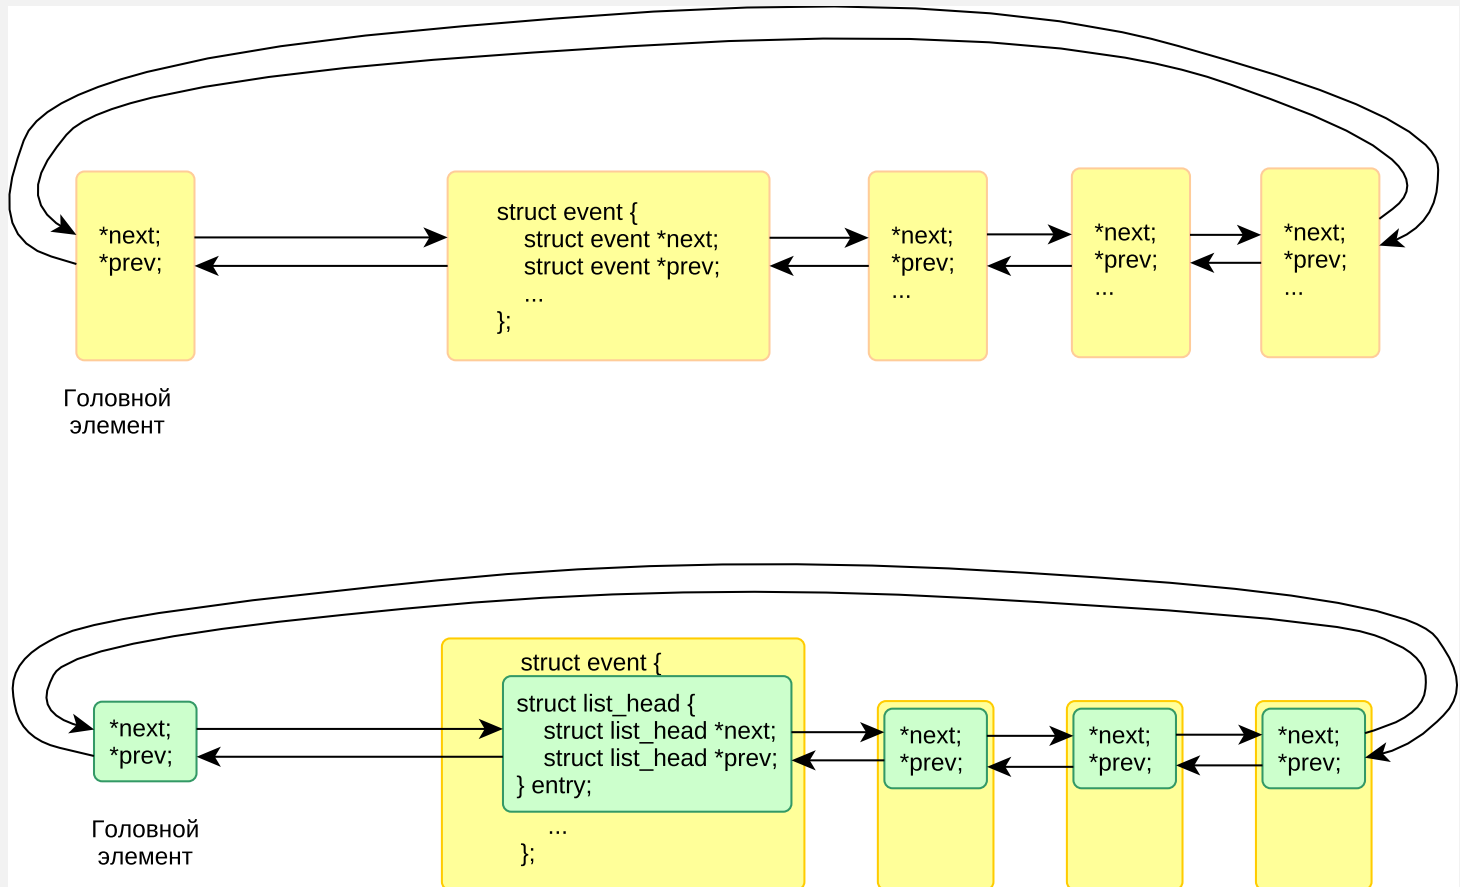 *next;
*prev;
Головной
элемент
struct event {
struct event *next;
struct event *prev;
...
};
*next;
*prev;
...
*next;
*prev;
...
*next;
*prev;
...
*next;
*prev;
Головной
элемент
struct event {
struct list_head {
struct list_head *next;
struct list_head *prev;
} entry;
...
};
*next;
*prev;
*next;
*prev;
*next;
*prev;